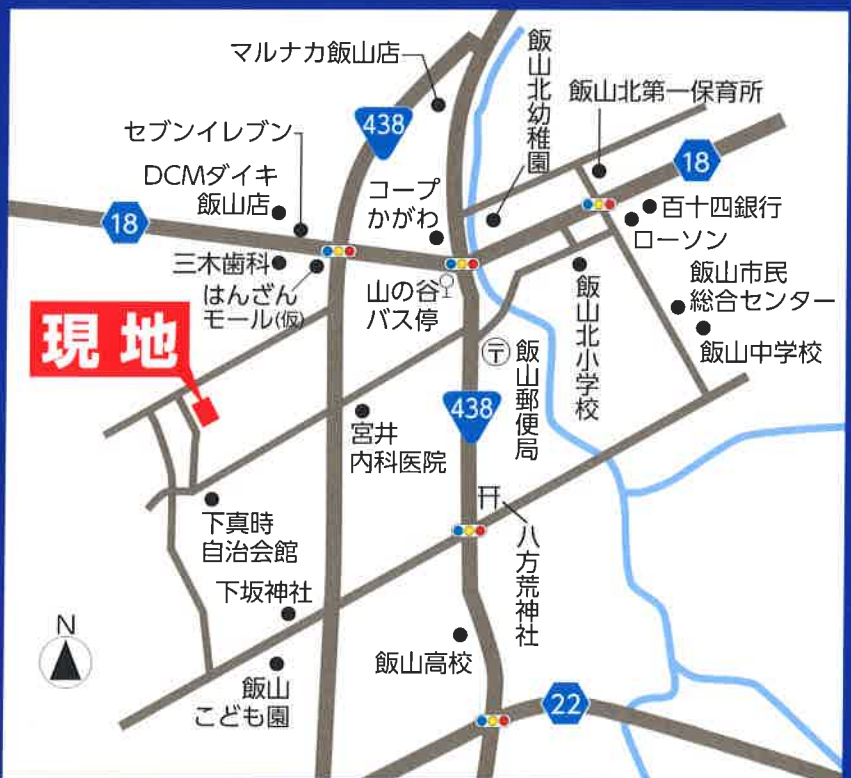 マルナカ飯山店
438
飯山北幼稚園
飯山北第一保育所
18
セブンイレブン
DCMダイキ
飯山店
コープ
かがわ
百十四銀行
ローソン
18
三木歯科
はんざん
モール(仮)
山の谷
バス停
飯山北小学校
飯山市民
総合センター
飯山中学校
現地
〒
飯山郵便局
438
宮井
内科医院
下真時
自治会館
八方荒神社
下坂神社
N
飯山高校
飯山
こども園
22